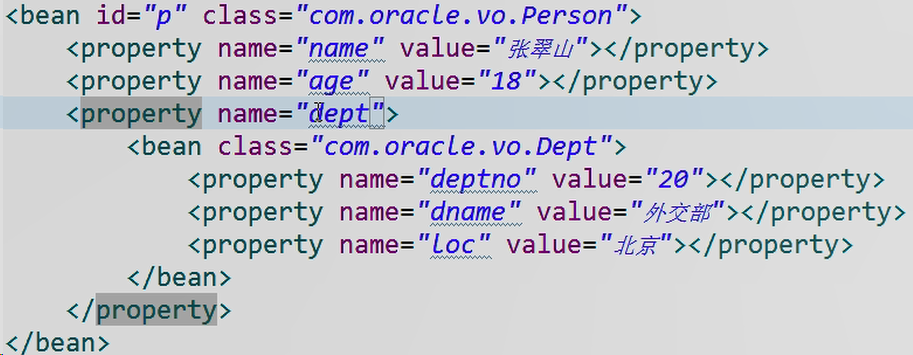 <bean id="p" class="com.oracle.vo.Person">
<property name="name" value="张翠山"></property>
<property name="age" value="18"></property>
<property name="dept">
<bean class="com.oracle.vo.Dept">
<property name="deptno" value="20"></property>
<property name="dname" value="外交部"></property>
<property name="loc" value="北京"></property>
</bean>
</property>
</bean>